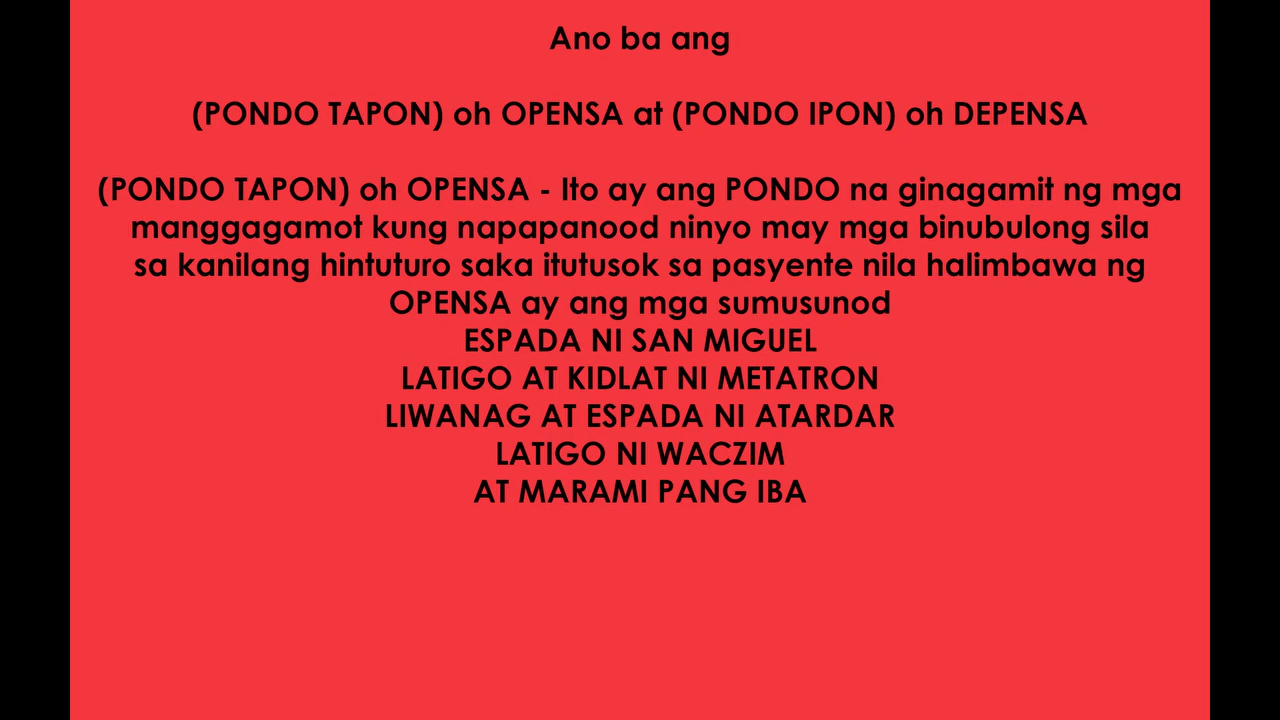 Ano ba ang
(PONDO TAPON) oh OPENSA at (PONDO IPON) oh DEPENSA
(PONDO TAPON) oh OPENSA - Ito ay ang PONDO na ginagamit ng mga
manggagamot kung napapanood ninyo may mga binubulong sila
sa kanilang hintuturo saka itutusok sa pasyente nila halimbawa ng
OPENSA ay ang mga sumusunod
ESPADA NI SAN MIGUEL
LATIGO AT KIDLAT NI METATRON
LIWANAG AT ESPADA NI ATARDAR
LATIGO NI WACZIM
AT MARAMI PANG IBA